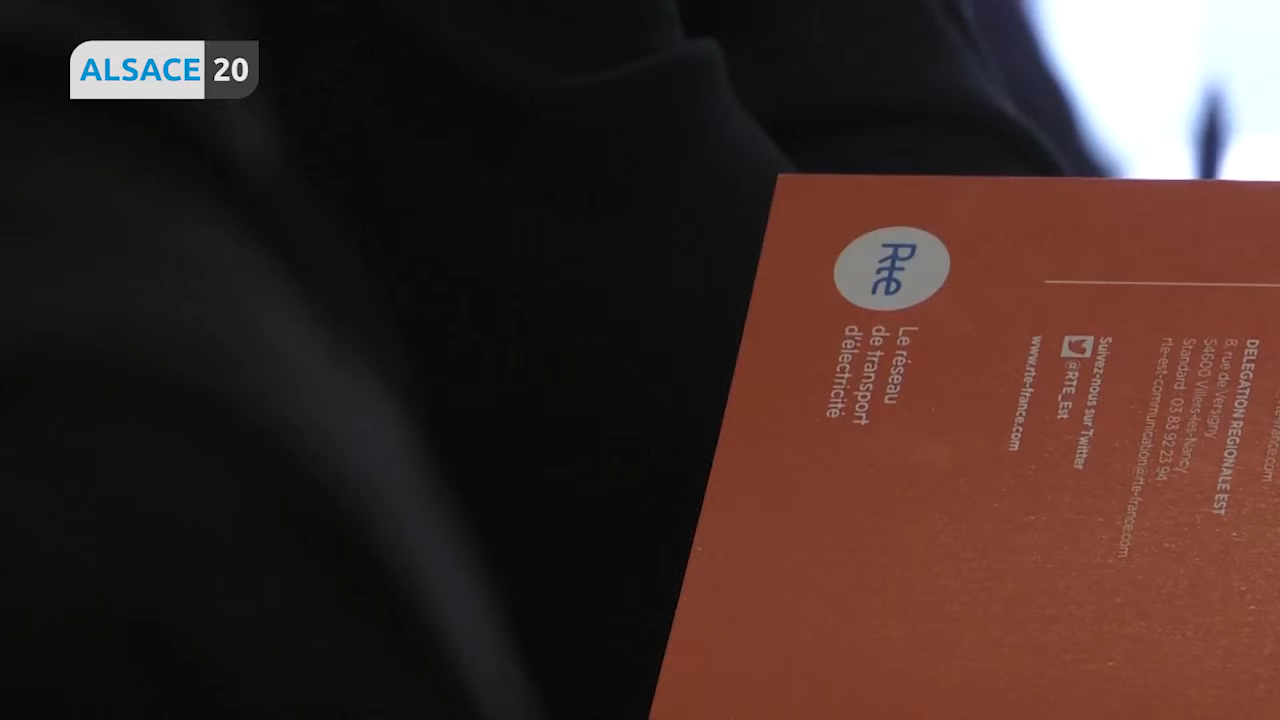 ALSACE 20
Rte
Le réseau
de transport
d'électricité
DELEGATION REGIONALE EST
8, rue de Versigny
54600 Villers-lès-Nancy
Standard : 03 83 92 23 94
rte-est-communication@rte-france.com
Suivez-nous sur Twitter
@RTE_Est
www.rte-france.com